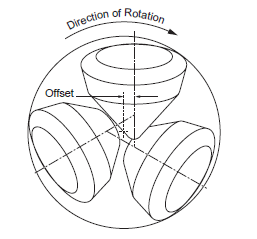 Direction of Rotation
Offset